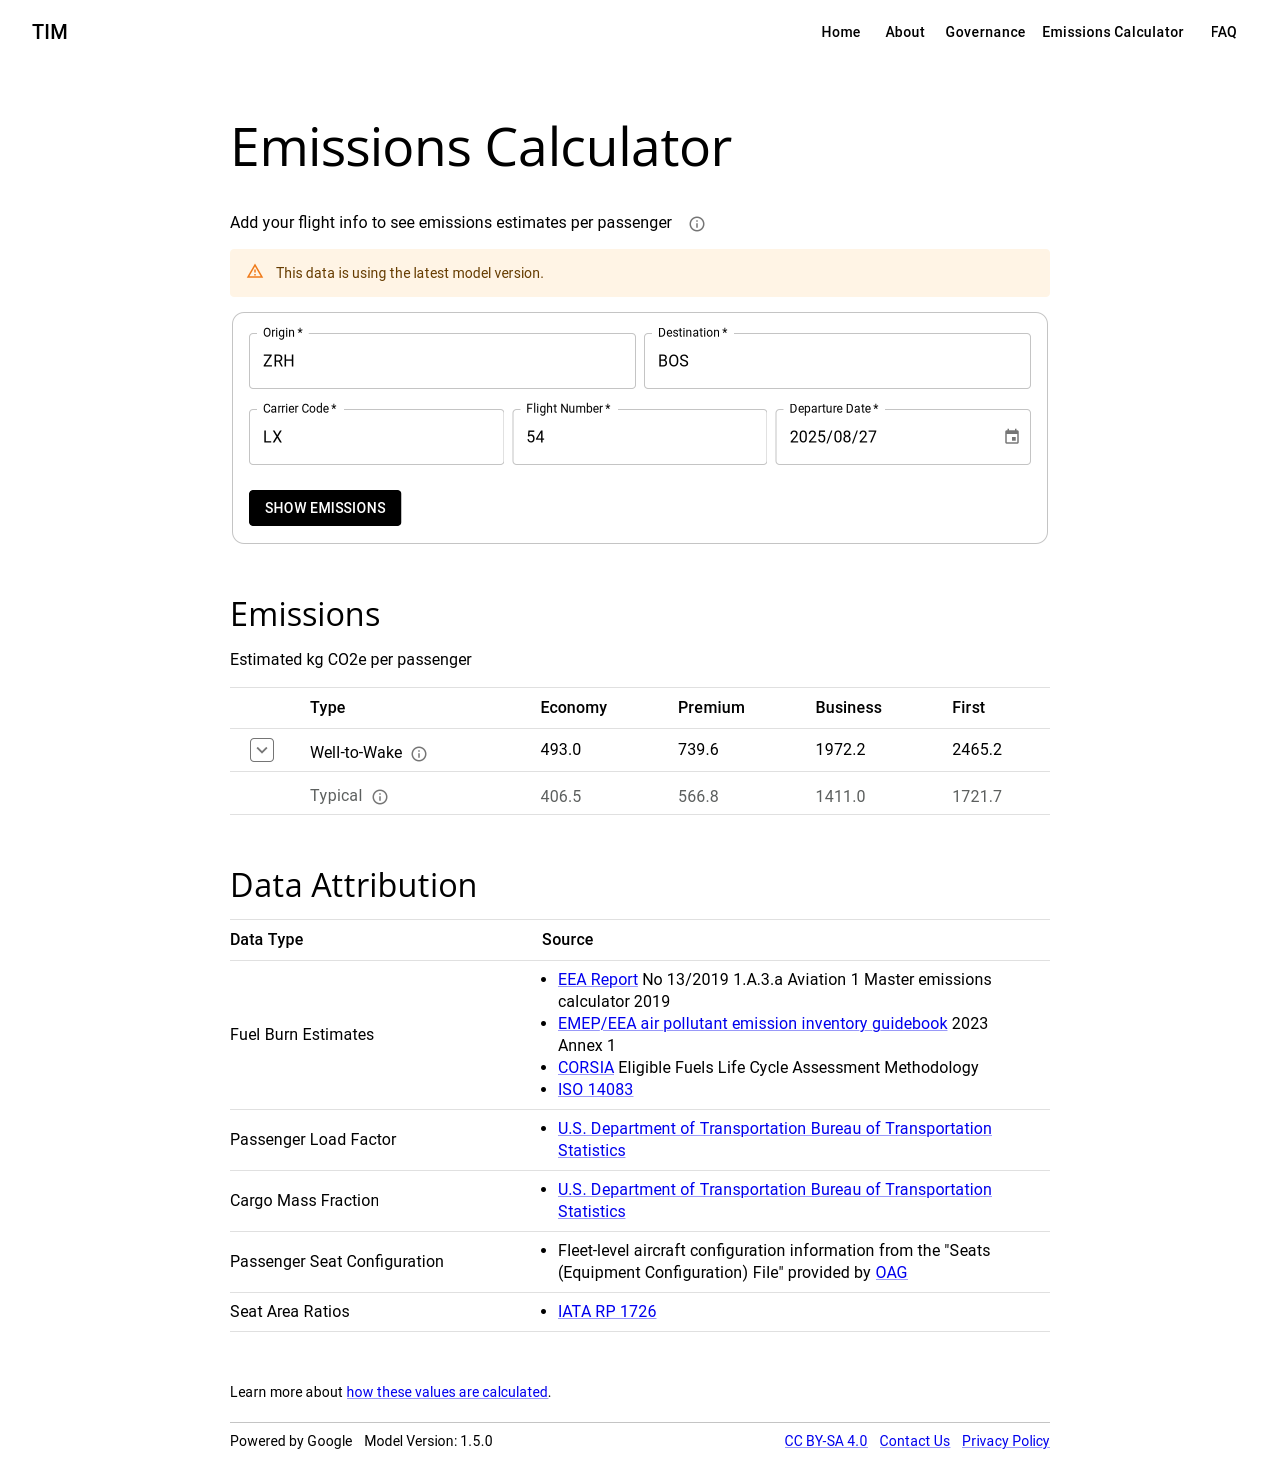 TIM
Home About Governance Emissions Calculator FAQ
Emissions Calculator
Add your flight info to see emissions estimates per passenger
This data is using the latest model version.
Origin * Destination *
ZRH BOS
Carrier Code * Flight Number * Departure Date *
LX 54 2025/08/27
SHOW EMISSIONS
Emissions
Estimated kg CO2e per passenger
Type Economy Premium Business First
Well-to-Wake 493.0 739.6 1972.2 2465.2
Typical 406.5 566.8 1411.0 1721.7
Data Attribution
Data Type Source
Fuel Burn Estimates
• EEA Report No 13/2019 1.A.3.a Aviation 1 Master emissions
calculator 2019
• EMEP/EEA air pollutant emission inventory guidebook 2023
Annex 1
• CORSIA Eligible Fuels Life Cycle Assessment Methodology
• ISO 14083
Passenger Load Factor
• U.S. Department of Transportation Bureau of Transportation
Statistics
Cargo Mass Fraction
• U.S. Department of Transportation Bureau of Transportation
Statistics
Passenger Seat Configuration
• Fleet-level aircraft configuration information from the "Seats
(Equipment Configuration) File" provided by OAG
Seat Area Ratios
• IATA RP 1726
Learn more about how these values are calculated.
Powered by Google Model Version: 1.5.0 CC BY-SA 4.0 Contact Us Privacy Policy